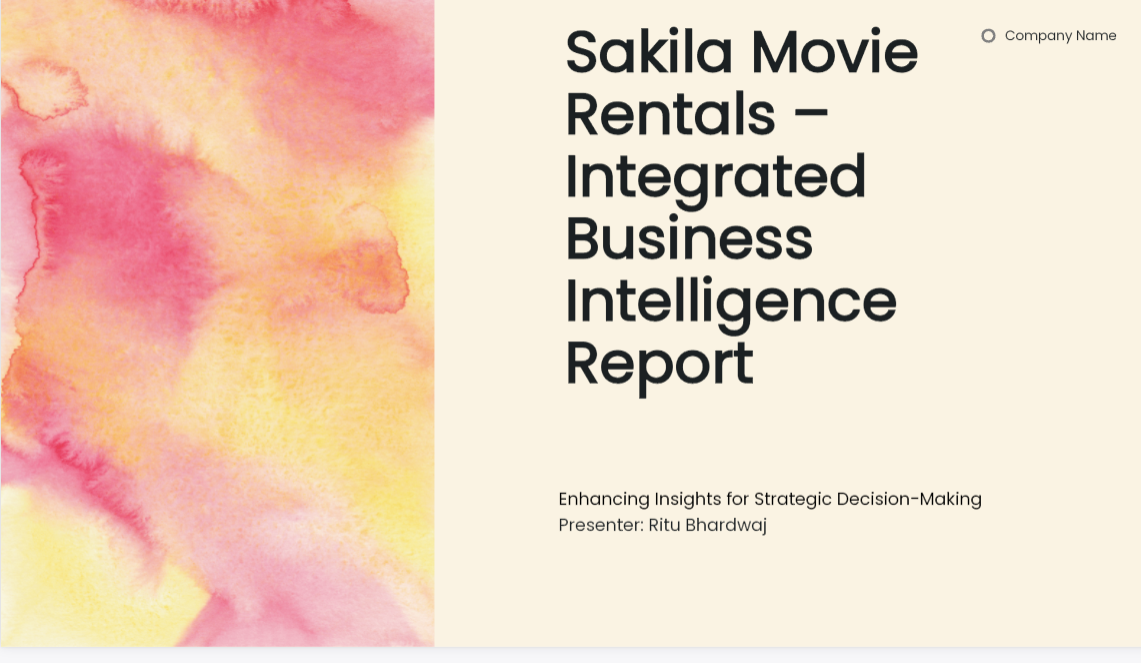 Sakila Movie
Rentals –
Integrated
Business
Intelligence
Report
Company Name
Enhancing Insights for Strategic Decision-Making
Presenter: Ritu Bhardwaj